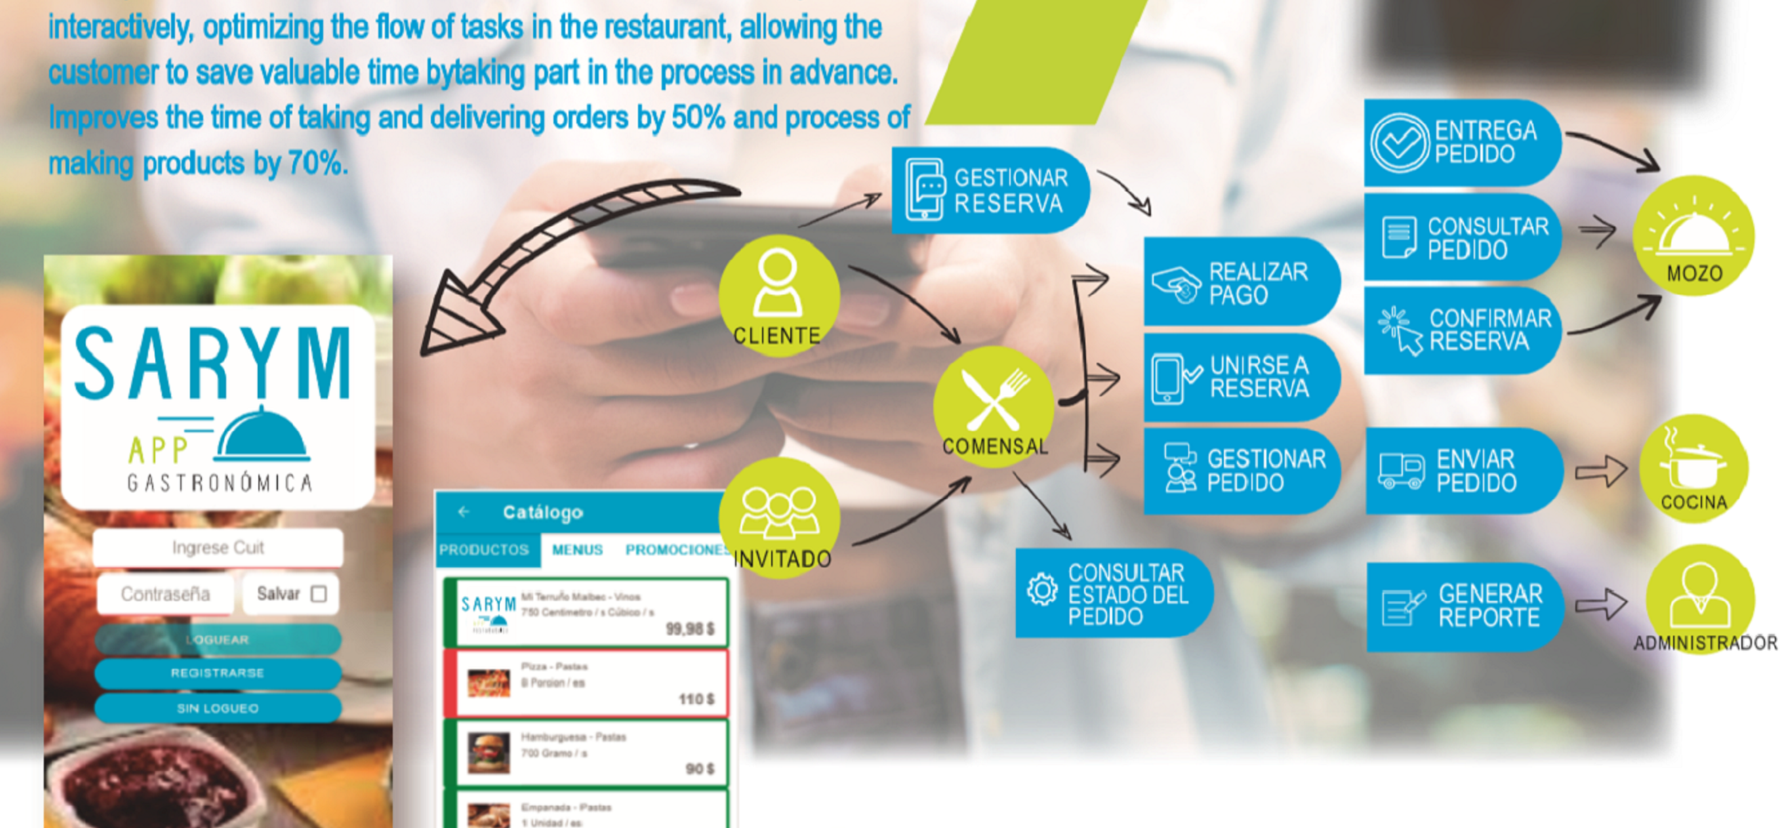 interactively, optimizing the flow of tasks in the restaurant, allowing the
customer to save valuable time bytaking part in the process in advance.
Improves the time of taking and delivering orders by 50% and process of
making products by 70%.
SARYM
APP
GASTRONÓMICA
Ingrese Cuit
Contraseña
Salvar
LOGUEAR
REGISTRARSE
SIN LOGUEO
Catálogo
PRODUCTOS
MENUS
PROMOCIONES
SARYM
Mi Terruño Malbec - Vinos
750 Centimetro / s Cúbico / s
99,98 $
Pizza - Pastas
8 Porcion / es
110 $
Hamburguesa - Pastas
700 Gramo / s
90 $
Empanada - Pastas
1 Unidad / es
CLIENTE
INVITADO
COMENSAL
GESTIONAR
RESERVA
REALIZAR
PAGO
UNIRSE A
RESERVA
GESTIONAR
PEDIDO
CONSULTAR
ESTADO DEL
PEDIDO
ENTREGA
PEDIDO
CONSULTAR
PEDIDO
CONFIRMAR
RESERVA
MOZO
ENVIAR
PEDIDO
COCINA
GENERAR
REPORTE
ADMINISTRADOR